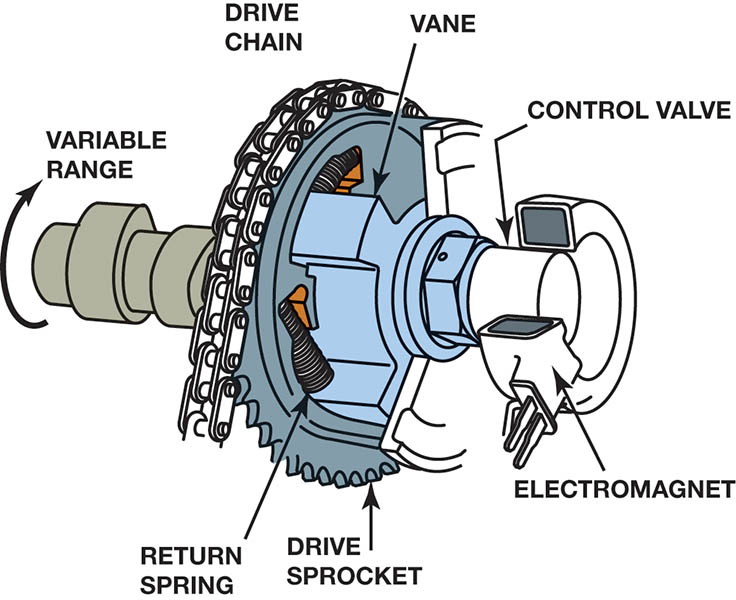 DRIVE
CHAIN
VANE
CONTROL VALVE
VARIABLE
RANGE
ELECTROMAGNET
RETURN
SPRING
DRIVE
SPROCKET